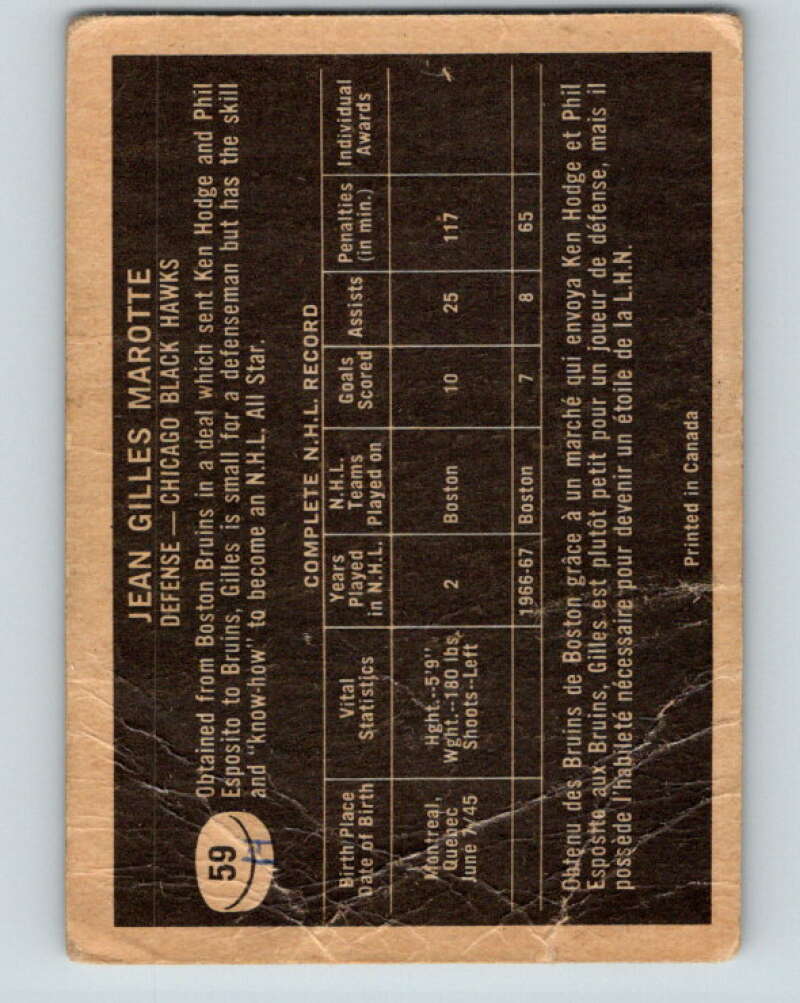 JEAN GILLES MAROTTE
DEFENSE — CHICAGO BLACK HAWKS
59
14
Obtained from Boston Bruins in a deal which sent Ken Hodge and Phil
Esposito to Bruins, Gilles is small for a defenseman but has the skill
and "know-how" to become an N.H.L. All Star.
COMPLETE N.H.L. RECORD
Birth/Place Date of Birth | Vital Statistics | Years Played in N.H.L. | N.H.L. Teams Played on | Goals Scored | Assists | Penalties (in min.) | Individual Awards
Montreal, Quebec June 7/45 | Hght.--5'9" Wght.--180 lbs. Shoots--Left | 2 | Boston | 10 | 25 | 117
1966-67 | Boston | 7 | 8 | 65
Obtenu des Bruins de Boston grâce à un marché qui envoya Ken Hodge et Phil
Esposito aux Bruins, Gilles est plutôt petit pour un joueur de défense, mais il
possède l'habileté nécessaire pour devenir un étoile de la L.H.N.
Printed in Canada